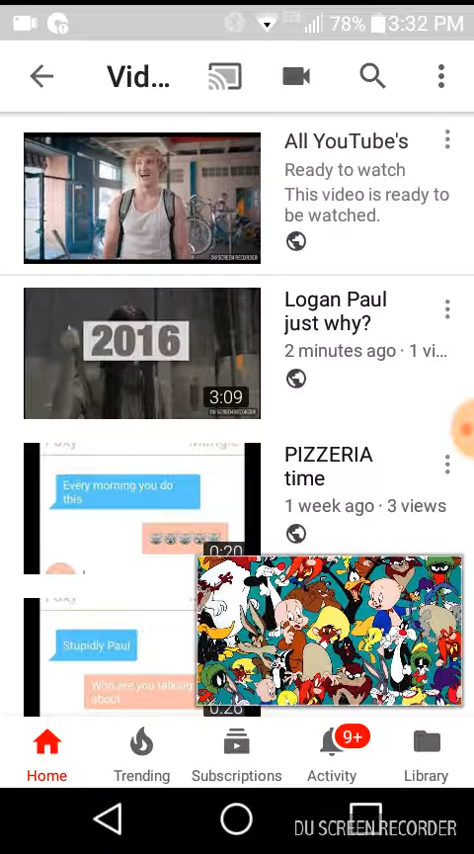 78% 3:32 PM
Vid...
All YouTube's
Ready to watch
This video is ready to
be watched.
DU SCREEN RECORDER
Logan Paul
just why?
2 minutes ago · 1 vi...
2016
3:09
DU SCREEN RECORDER
PIZZERIA
time
1 week ago · 3 views
Every morning you do
this
0:20
Stupidly Paul
Who are you talking
about
Home
Trending
Subscriptions
9+
Activity
Library
DU SCREEN RECORDER